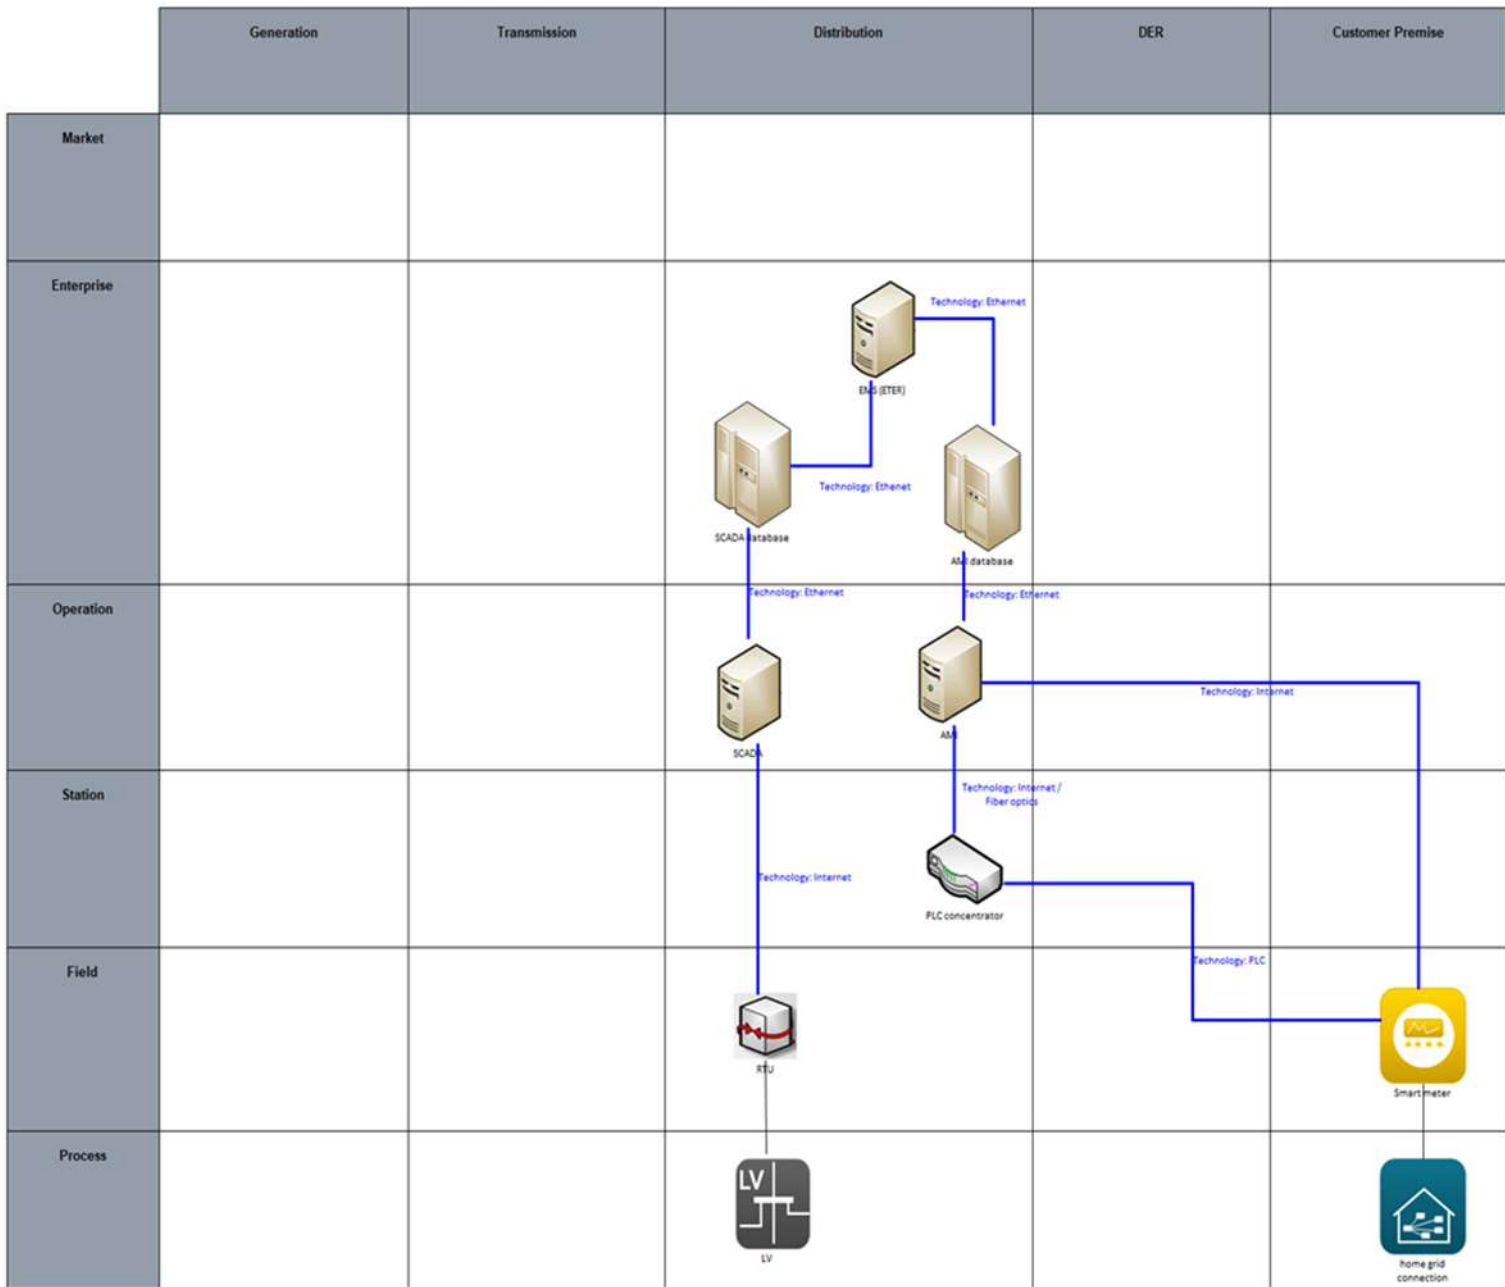 Generation
Transmission
Distribution
DER
Customer Premise
Market
Enterprise
Technology: Ethernet
EMS (ETER)
Technology: Ethenet
SCADA database
AMI database
Operation
Technology: Ethernet
Technology: Ethernet
Technology: Internet
SCADA
AMI
Station
Technology: Internet /
Fiber optics
Technology: Internet
PLC concentrator
Field
Technology: PLC
RTU
Smart meter
Process
LV
LV
home grid
connection